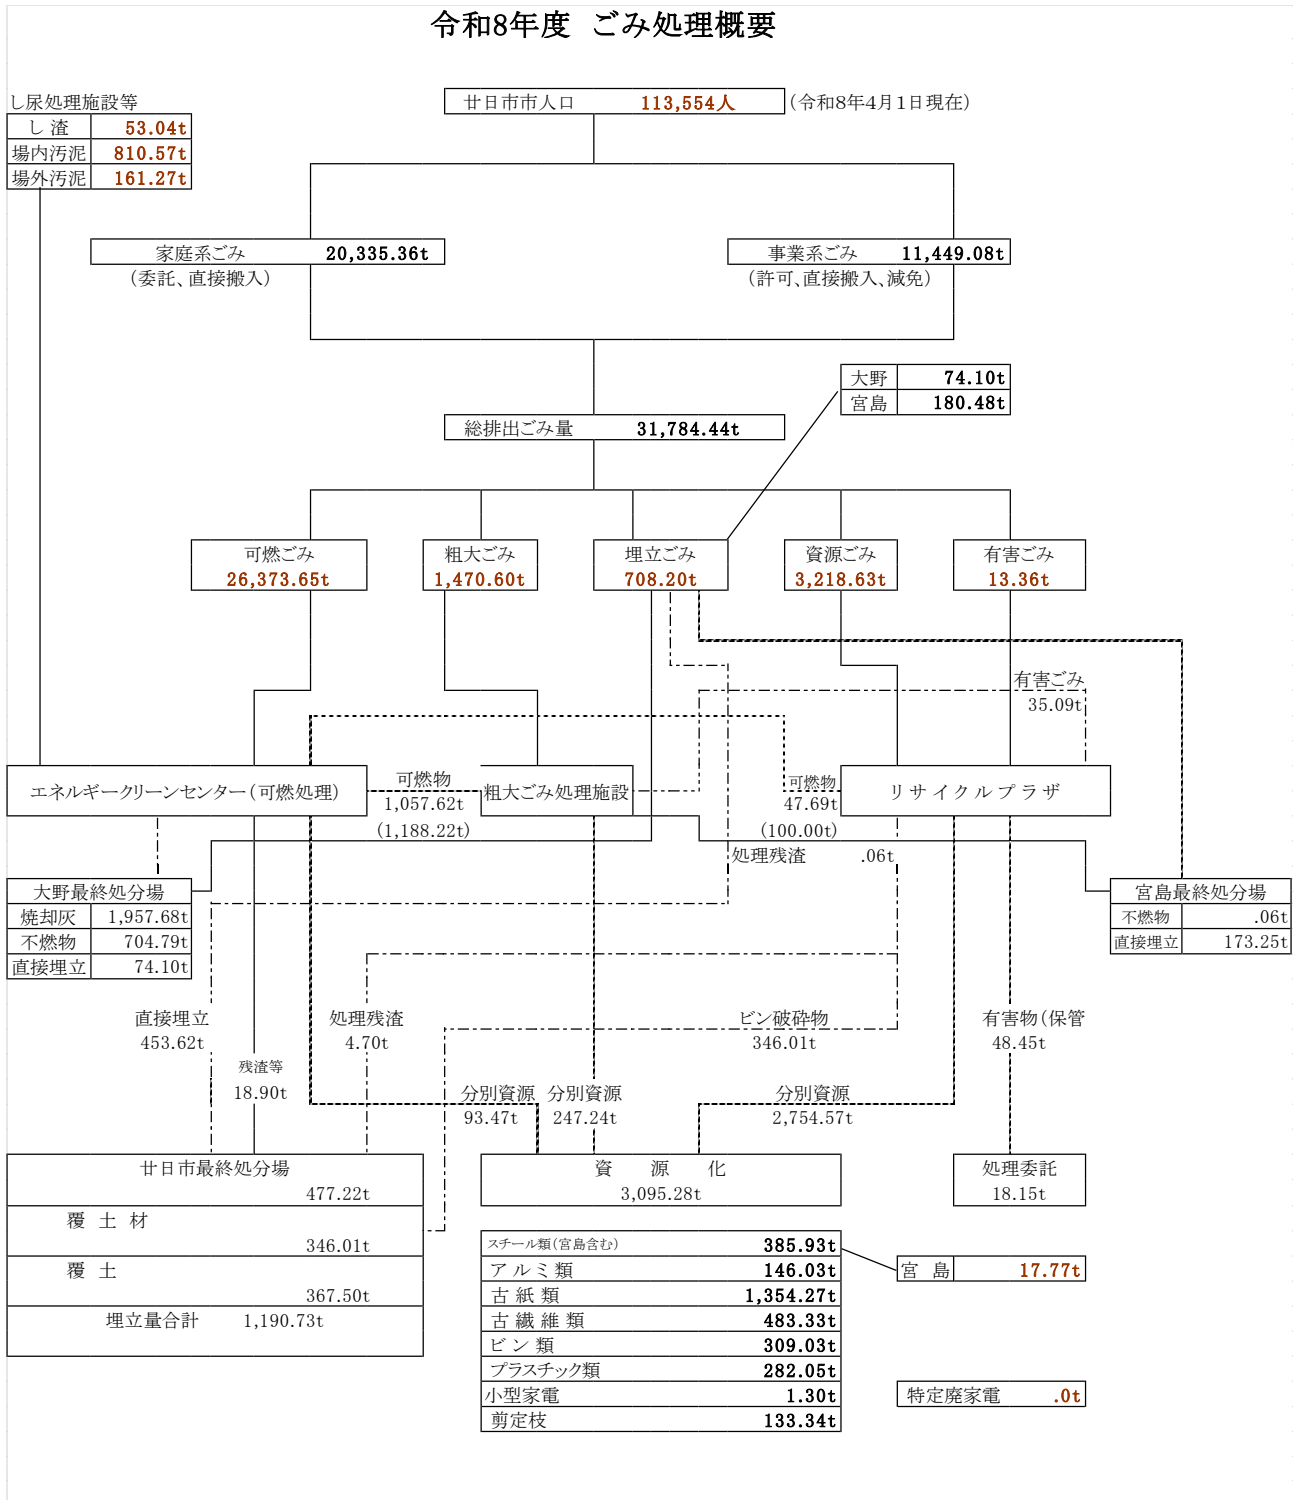 令和8年度 ごみ処理概要
し尿処理施設等
廿日市市人口 113,554人 (令和8年4月1日現在)
し 渣 53.04t
場内汚泥 810.57t
場外汚泥 161.27t
家庭系ごみ 20,335.36t
(委託、直接搬入)
事業系ごみ 11,449.08t
(許可、直接搬入、減免)
大野 74.10t
宮島 180.48t
総排出ごみ量 31,784.44t
可燃ごみ
26,373.65t
粗大ごみ
1,470.60t
埋立ごみ
708.20t
資源ごみ
3,218.63t
有害ごみ
13.36t
有害ごみ
35.09t
エネルギークリーンセンター(可燃処理)
可燃物
1,057.62t
(1,188.22t)
粗大ごみ処理施設
可燃物
47.69t
(100.00t)
リサイクルプラザ
処理残渣 .06t
大野最終処分場
焼却灰 1,957.68t
不燃物 704.79t
直接埋立 74.10t
宮島最終処分場
不燃物 .06t
直接埋立 173.25t
直接埋立
453.62t
残渣等
18.90t
処理残渣
4.70t
ビン破砕物
346.01t
有害物(保管
48.45t
分別資源
93.47t
分別資源
247.24t
分別資源
2,754.57t
廿日市最終処分場
477.22t
覆 土 材
346.01t
覆 土
367.50t
埋立量合計 1,190.73t
資 源 化
3,095.28t
処理委託
18.15t
スチール類(宮島含む) 385.93t
アルミ類 146.03t
古紙類 1,354.27t
古繊維類 483.33t
ビン類 309.03t
プラスチック類 282.05t
小型家電 1.30t
剪定枝 133.34t
宮 島 17.77t
特定廃家電 .0t